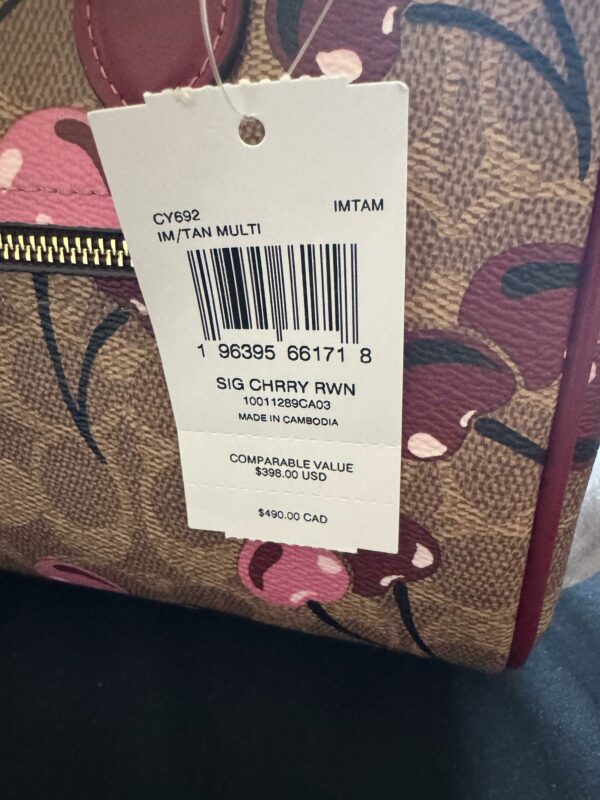 CY692
IMTAM
IM/TAN MULTI
1 96395 66171 8
SIG CHRRY RWN
10011289CA03
MADE IN CAMBODIA
COMPARABLE VALUE
$398.00 USD
$490.00 CAD